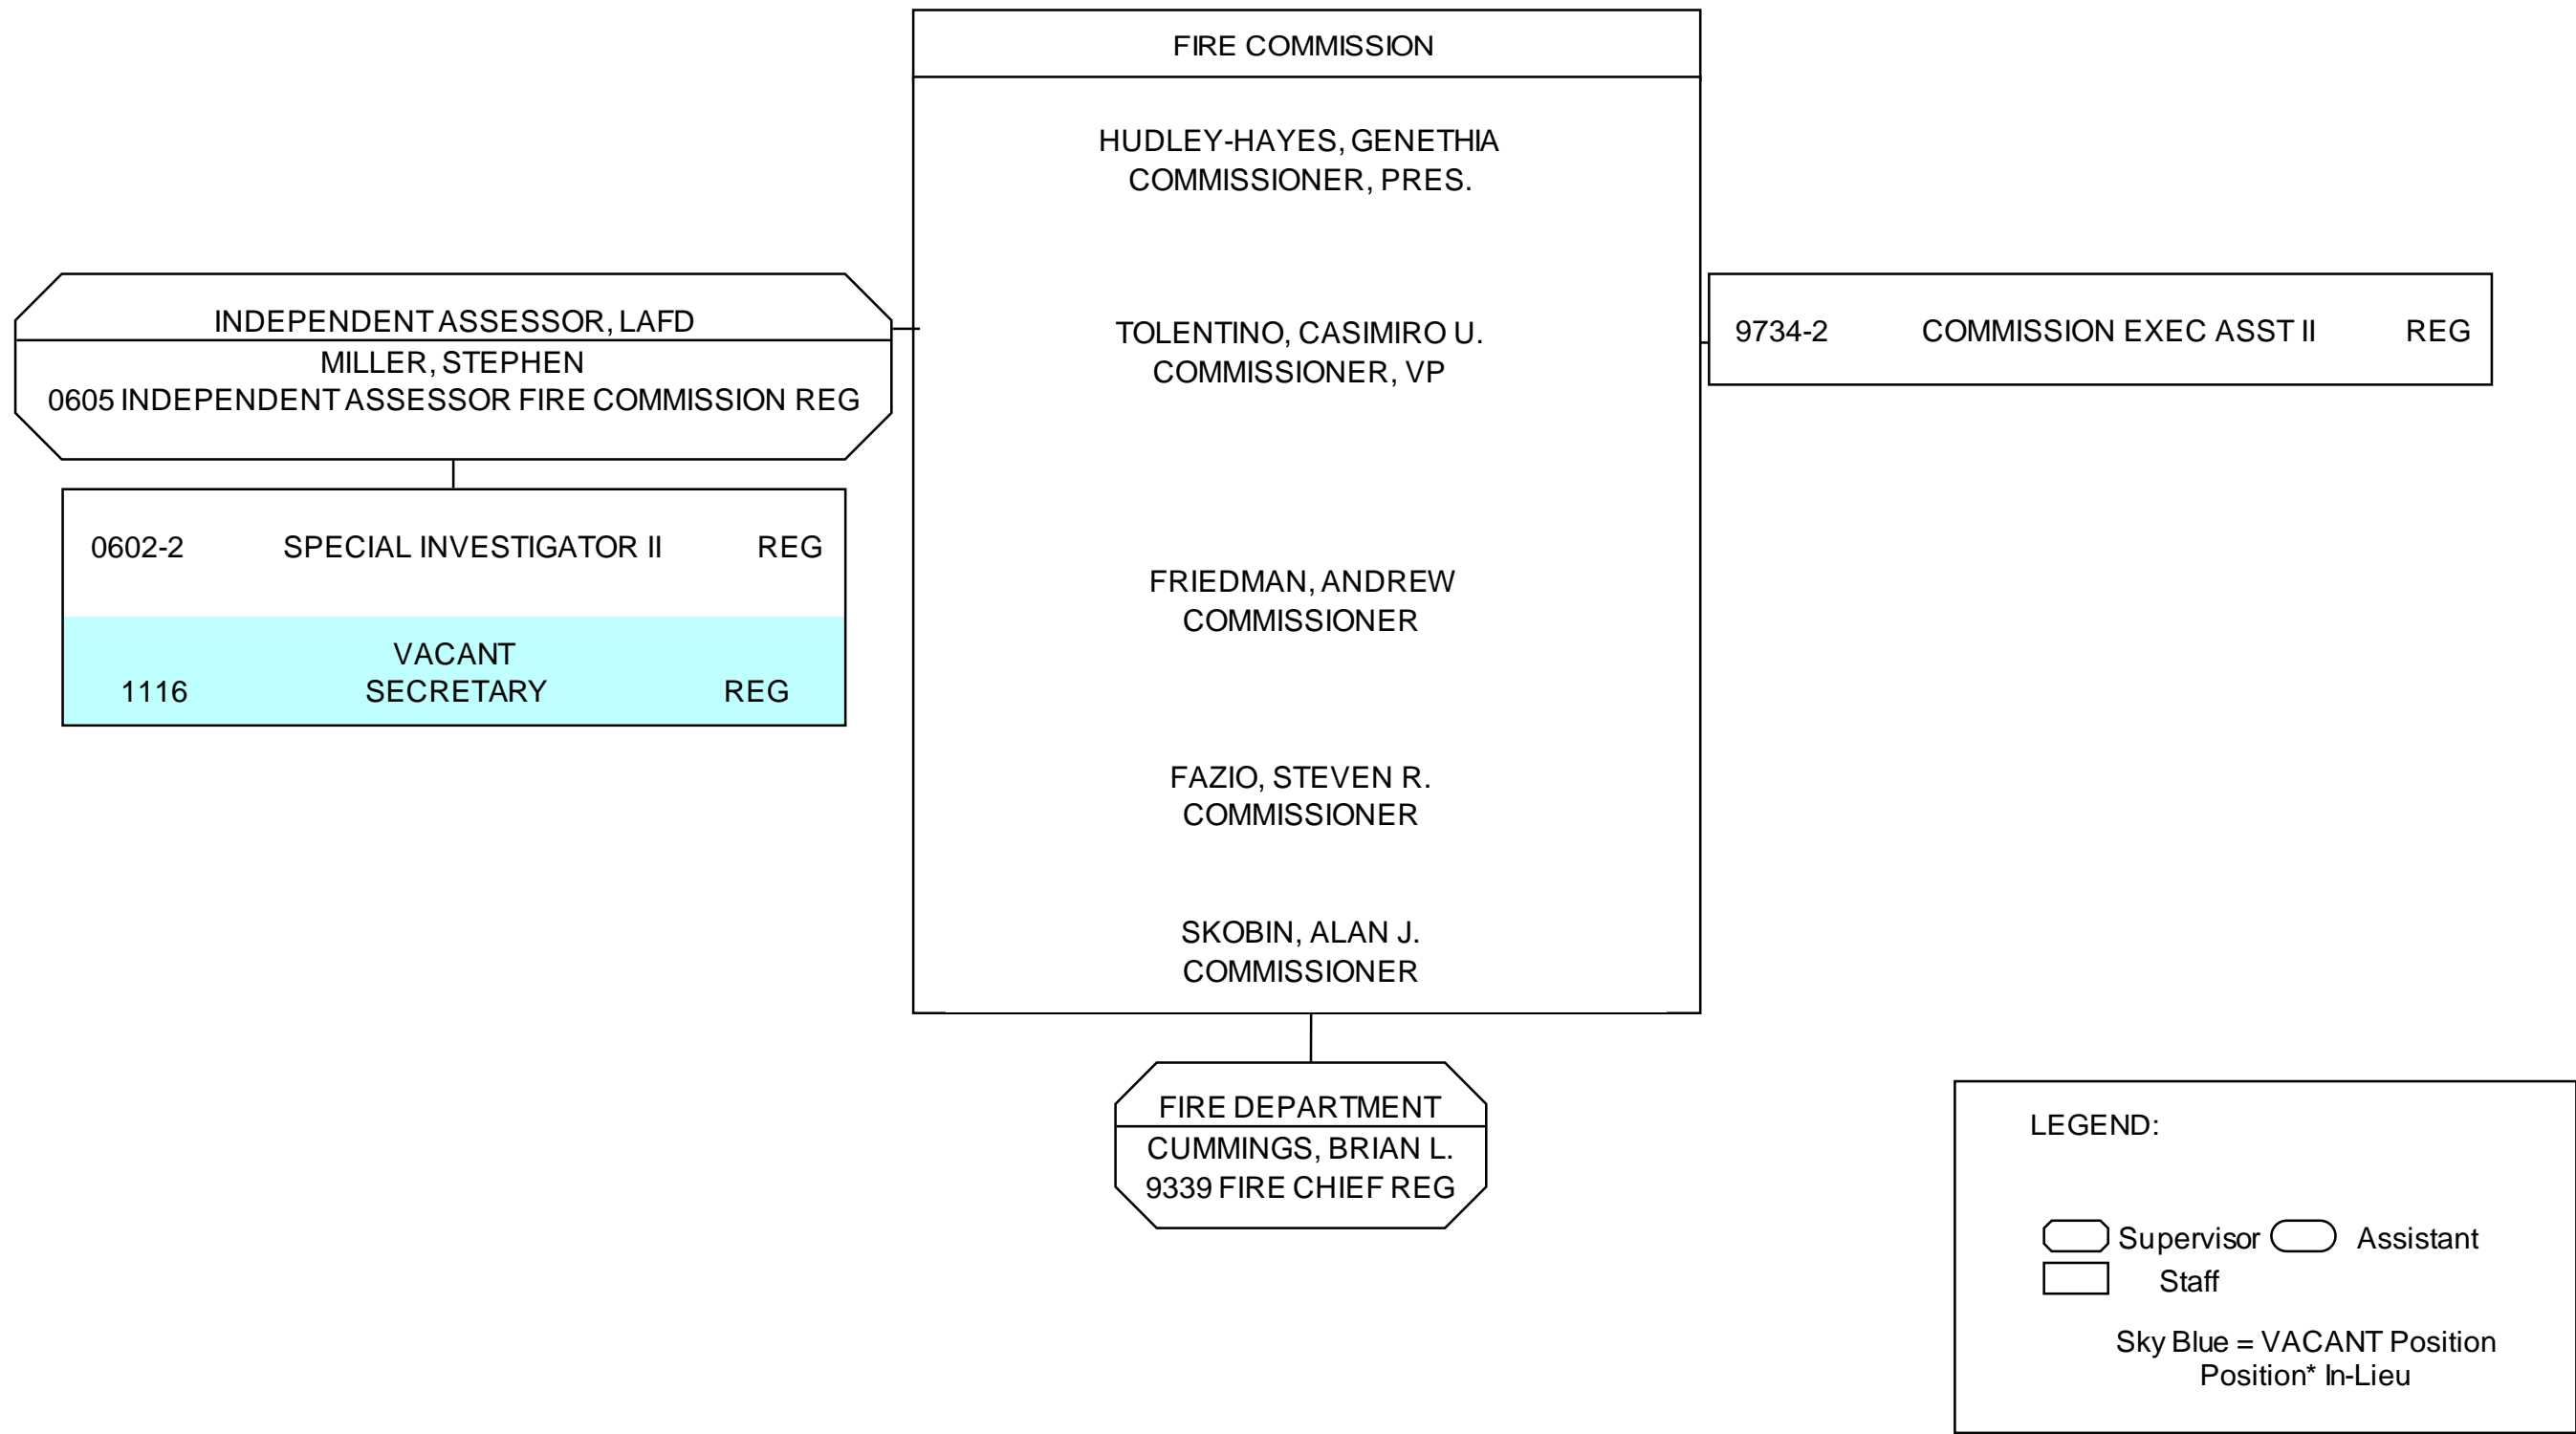 FIRE COMMISSION
HUDLEY-HAYES, GENETHIA
COMMISSIONER, PRES.
TOLENTINO, CASIMIRO U.
COMMISSIONER, VP
FRIEDMAN, ANDREW
COMMISSIONER
FAZIO, STEVEN R.
COMMISSIONER
SKOBIN, ALAN J.
COMMISSIONER
INDEPENDENT ASSESSOR, LAFD
MILLER, STEPHEN
0605 INDEPENDENT ASSESSOR FIRE COMMISSION REG
0602-2 SPECIAL INVESTIGATOR II REG
VACANT
1116 SECRETARY REG
9734-2 COMMISSION EXEC ASST II REG
FIRE DEPARTMENT
CUMMINGS, BRIAN L.
9339 FIRE CHIEF REG
LEGEND:
Supervisor Assistant
Staff
Sky Blue = VACANT Position
Position* In-Lieu